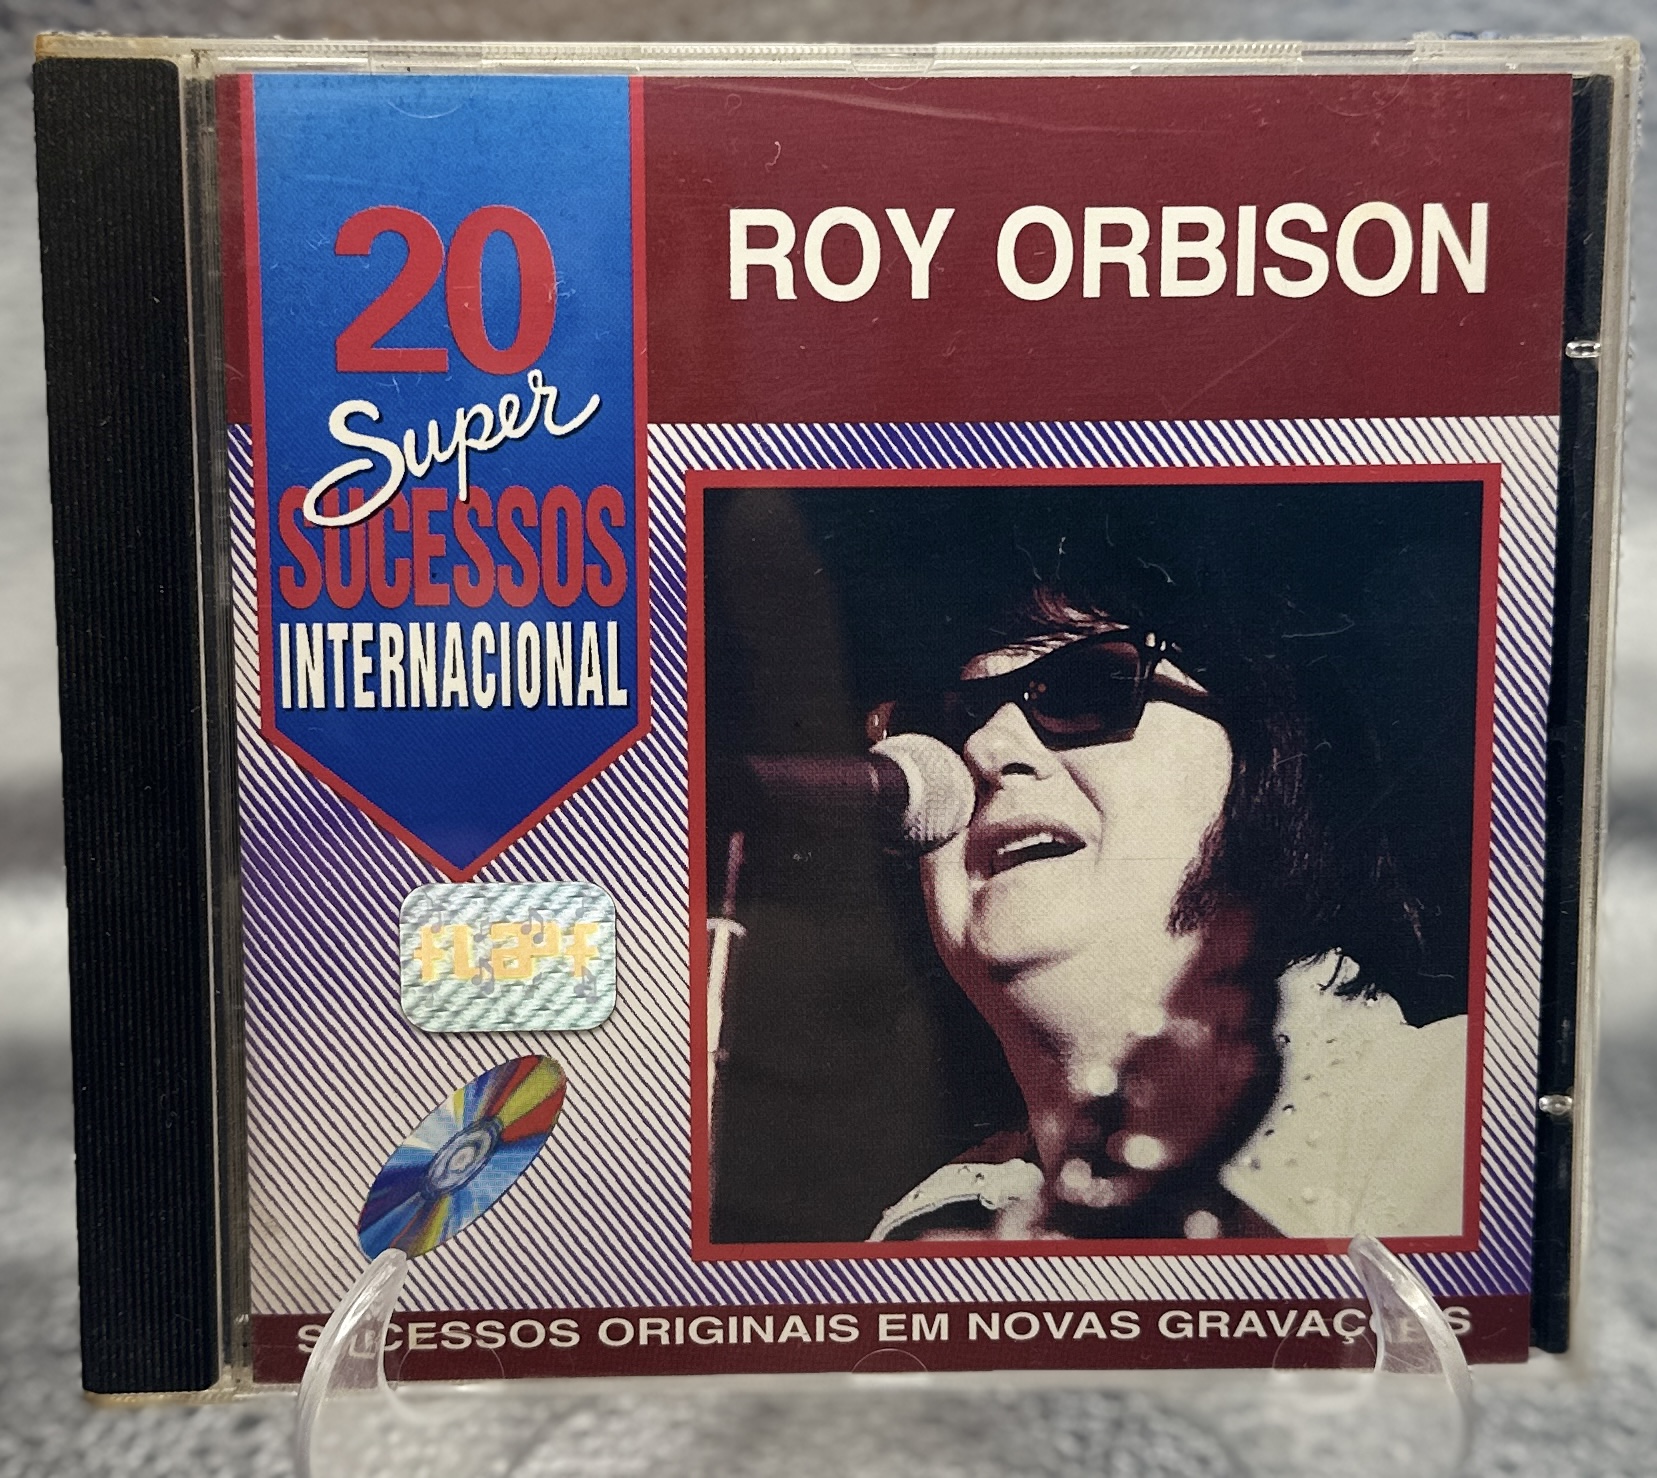 20
Super
SUCESSOS
INTERNACIONAL
ROY ORBISON
SUCESSOS ORIGINAIS EM NOVAS GRAVAÇÕES